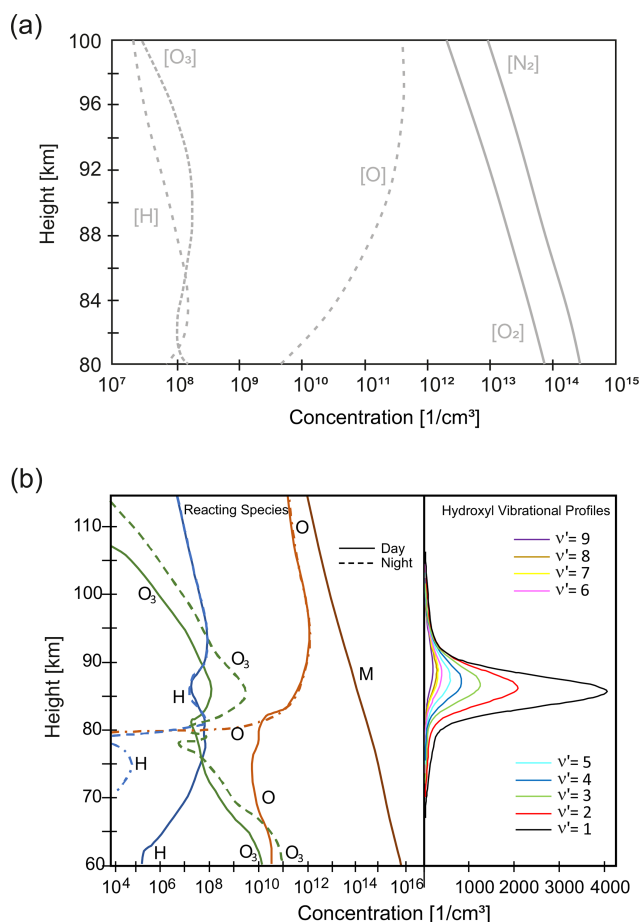 (a)
100
96
92
88
84
80
Height [km]
[O₃]
[N₂]
[O]
[H]
[O₂]
10⁷ 10⁸ 10⁹ 10¹⁰ 10¹¹ 10¹² 10¹³ 10¹⁴ 10¹⁵
Concentration [1/cm³]
(b)
Reacting Species
Hydroxyl Vibrational Profiles
110
100
90
80
70
60
Height [km]
O
Day
Night
O₃
O₃
M
H
O
H
O
H
O₃
O₃
ν'= 9
ν'= 8
ν'= 7
ν'= 6
ν'= 5
ν'= 4
ν'= 3
ν'= 2
ν'= 1
10⁴ 10⁶ 10⁸ 10¹⁰ 10¹² 10¹⁴ 10¹⁶ 0 1000 2000 3000 4000
Concentration [1/cm³]